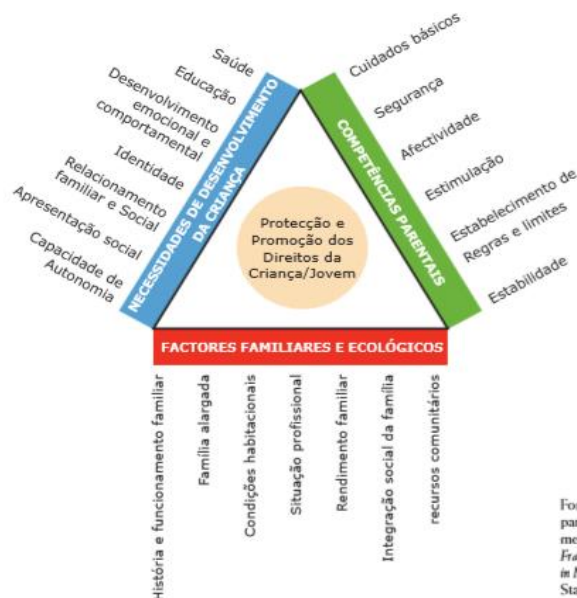 Saúde
Educação
Desenvolvimento
emocional e
comportamental
Identidade
Relacionamento
familiar e Social
Apresentação social
Capacidade de
Autonomia
NECESSIDADES DE DESENVOLVIMENTO
DA CRIANÇA
Cuidados básicos
Segurança
Afectividade
Estimulação
Estabelecimento de
Regras e limites
Estabilidade
COMPETÊNCIAS PARENTAIS
Protecção e
Promoção dos
Direitos da
Criança/Jovem
FACTORES FAMILIARES E ECOLÓGICOS
História e funcionamento familiar
Família alargada
Condições habitacionais
Situação profissional
Rendimento familiar
Integração social da família
recursos comunitários